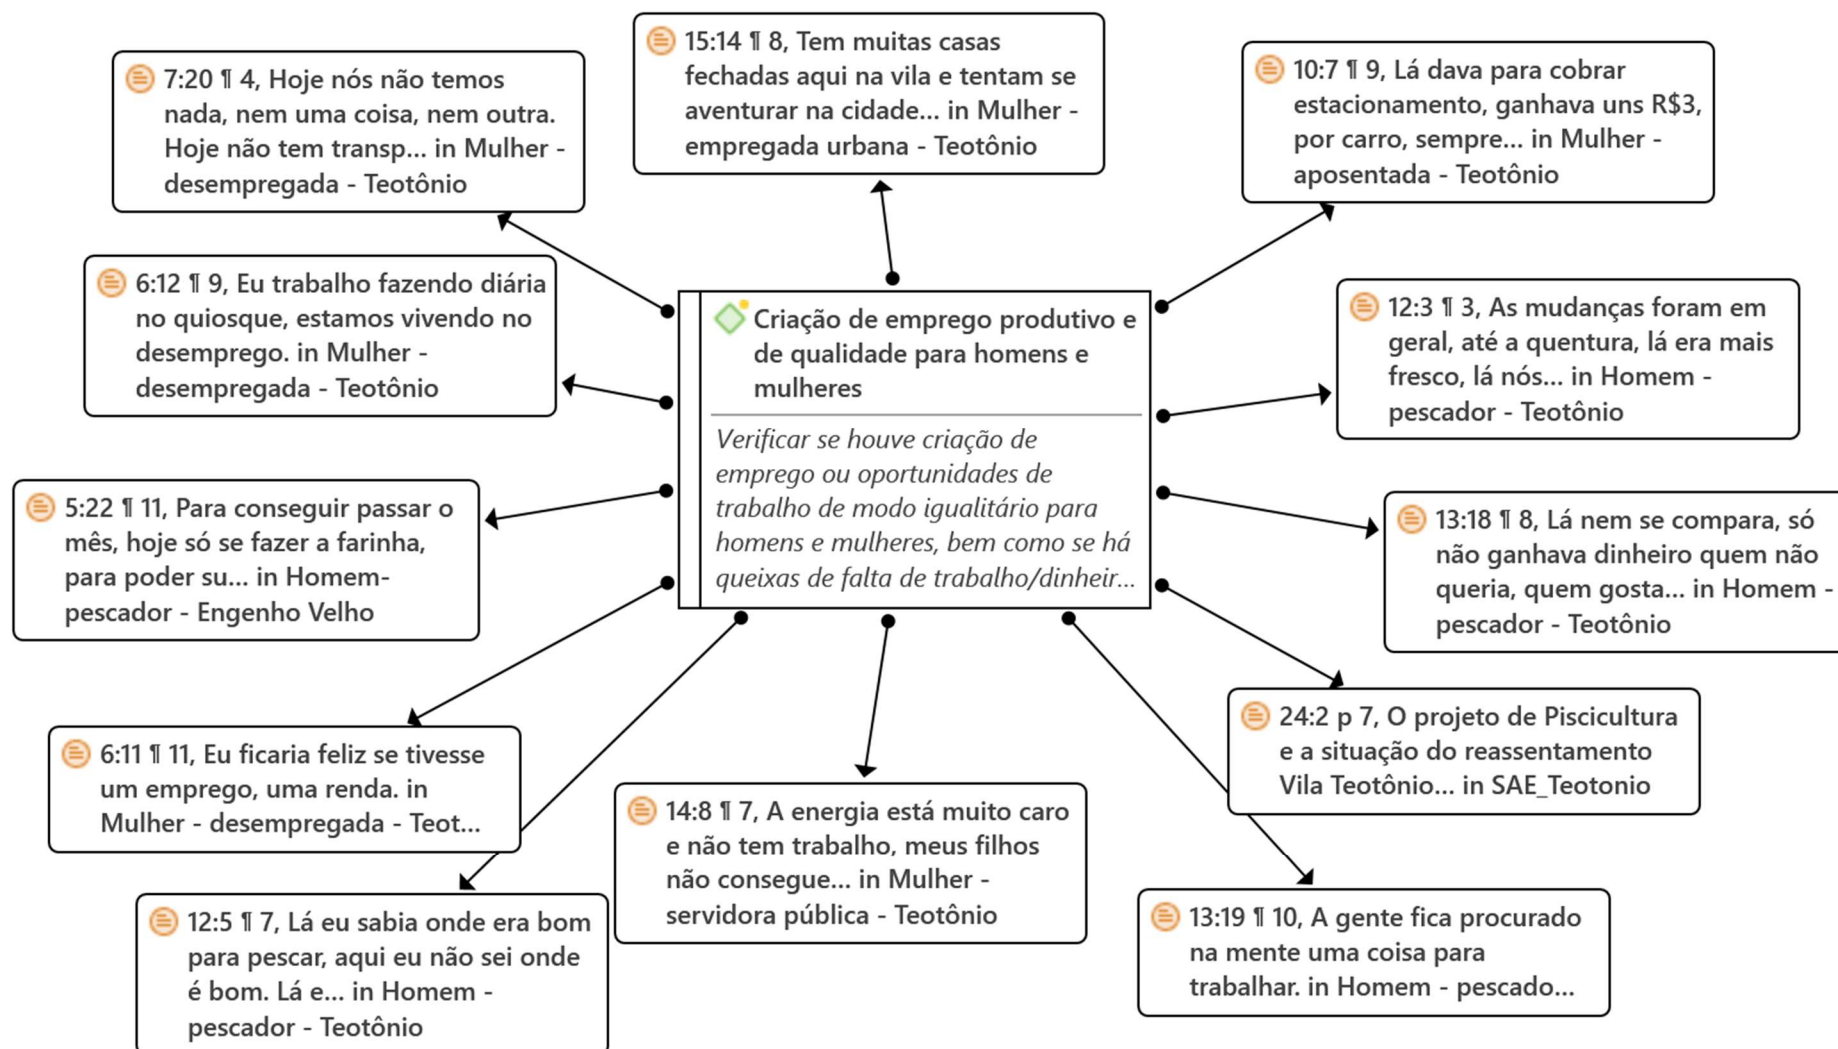 15:14 ¶ 8, Tem muitas casas
fechadas aqui na vila e tentam se
aventurar na cidade... in Mulher -
empregada urbana - Teotônio
7:20 ¶ 4, Hoje nós não temos
nada, nem uma coisa, nem outra.
Hoje não tem transp... in Mulher -
desempregada - Teotônio
10:7 ¶ 9, Lá dava para cobrar
estacionamento, ganhava uns R$3,
por carro, sempre... in Mulher -
aposentada - Teotônio
6:12 ¶ 9, Eu trabalho fazendo diária
no quiosque, estamos vivendo no
desemprego. in Mulher -
desempregada - Teotônio
Criação de emprego produtivo e
de qualidade para homens e
mulheres
Verificar se houve criação de
emprego ou oportunidades de
trabalho de modo igualitário para
homens e mulheres, bem como se há
queixas de falta de trabalho/dinheir...
12:3 ¶ 3, As mudanças foram em
geral, até a quentura, lá era mais
fresco, lá nós... in Homem -
pescador - Teotônio
5:22 ¶ 11, Para conseguir passar o
mês, hoje só se fazer a farinha,
para poder su... in Homem-
pescador - Engenho Velho
13:18 ¶ 8, Lá nem se compara, só
não ganhava dinheiro quem não
queria, quem gosta... in Homem -
pescador - Teotônio
6:11 ¶ 11, Eu ficaria feliz se tivesse
um emprego, uma renda. in
Mulher - desempregada - Teot...
24:2 p 7, O projeto de Piscicultura
e a situação do reassentamento
Vila Teotônio... in SAE_Teotonio
14:8 ¶ 7, A energia está muito caro
e não tem trabalho, meus filhos
não consegue... in Mulher -
servidora pública - Teotônio
12:5 ¶ 7, Lá eu sabia onde era bom
para pescar, aqui eu não sei onde
é bom. Lá e... in Homem -
pescador - Teotônio
13:19 ¶ 10, A gente fica procurado
na mente uma coisa para
trabalhar. in Homem - pescado...